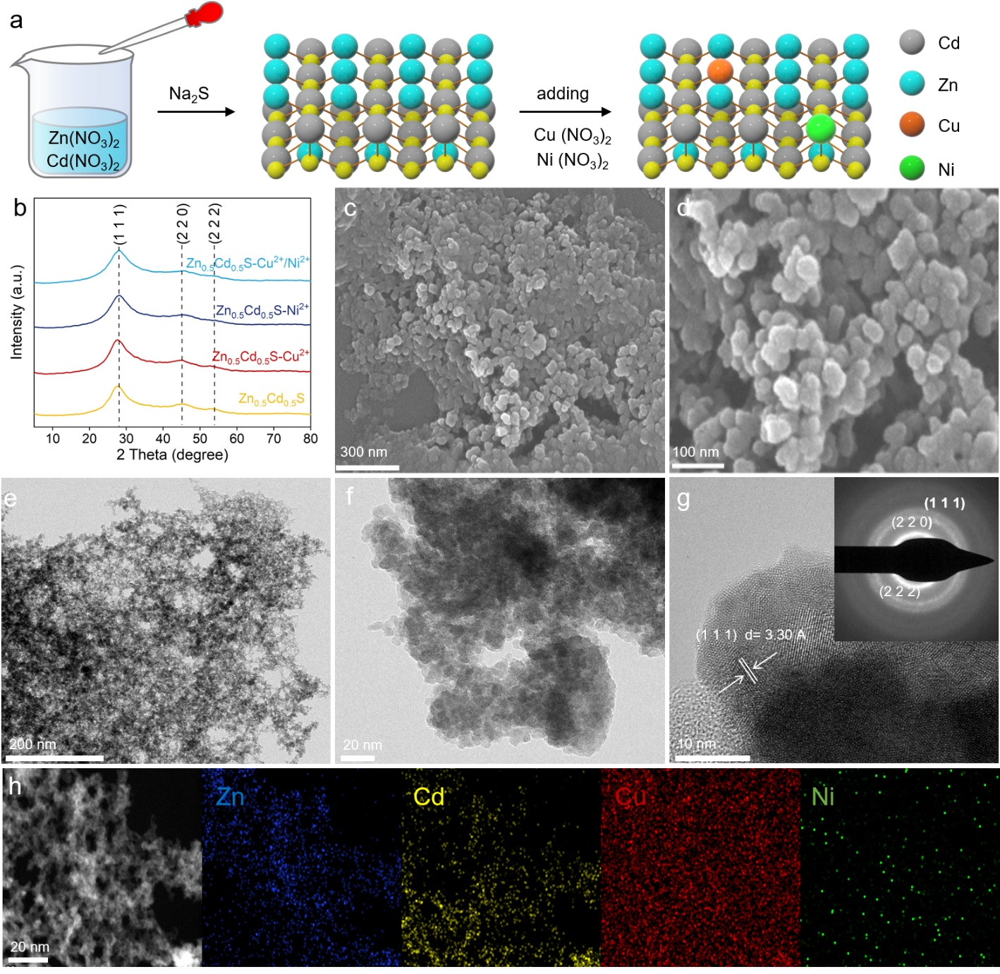 a
Zn(NO₃)₂
Cd(NO₃)₂
Na₂S
adding
Cu (NO₃)₂
Ni (NO₃)₂
Cd
Zn
Cu
Ni
b
Intensity (a.u.)
(1 1 1)
(2 2 0)
(2 2 2)
Zn₀.₅Cd₀.₅S-Cu²⁺/Ni²⁺
Zn₀.₅Cd₀.₅S-Ni²⁺
Zn₀.₅Cd₀.₅S-Cu²⁺
Zn₀.₅Cd₀.₅S
10 20 30 40 50 60 70 80
2 Theta (degree)
c
300 nm
d
100 nm
e
200 nm
f
20 nm
g
(1 1 1)
(2 2 0)
(2 2 2)
(1 1 1) d= 3.30 A
10 nm
h
20 nm
Zn
Cd
Cu
Ni